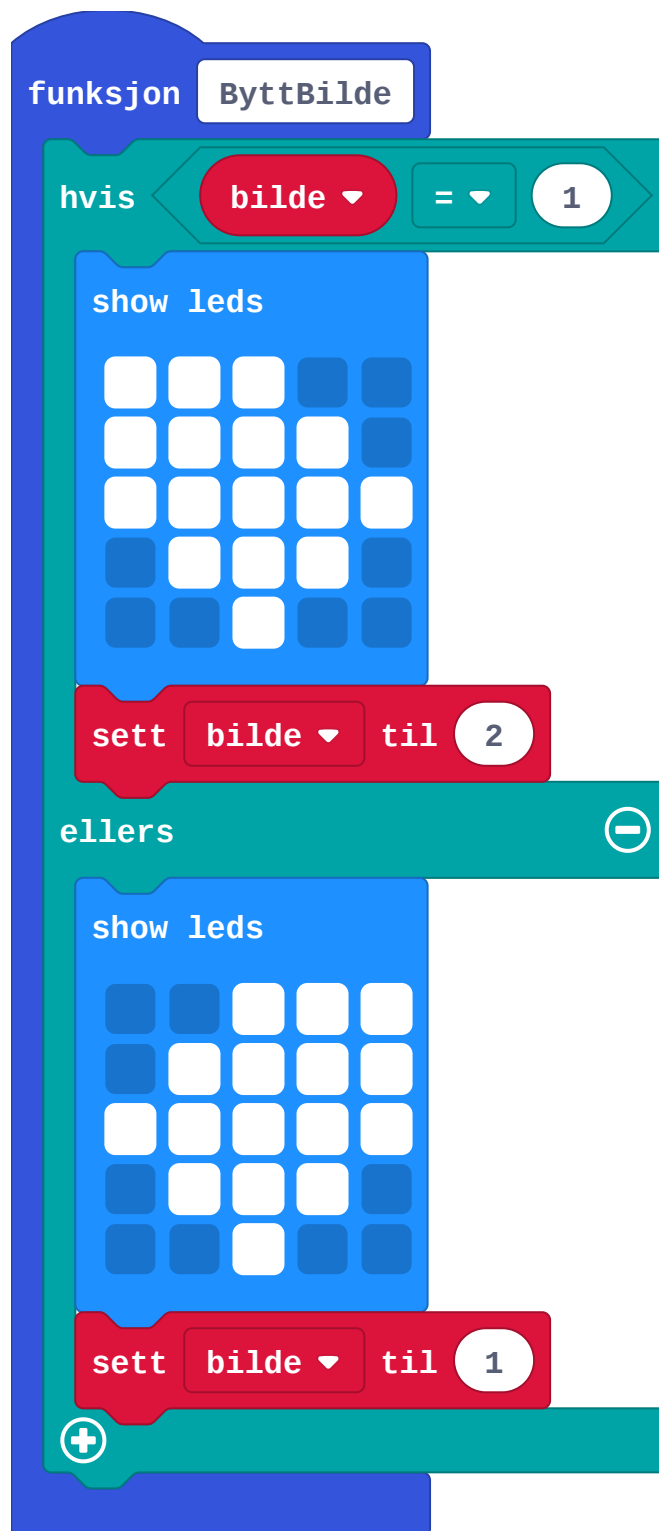 funksjon ByttBilde
hvis bilde = 1
show leds
sett bilde til 2
ellers
show leds
sett bilde til 1